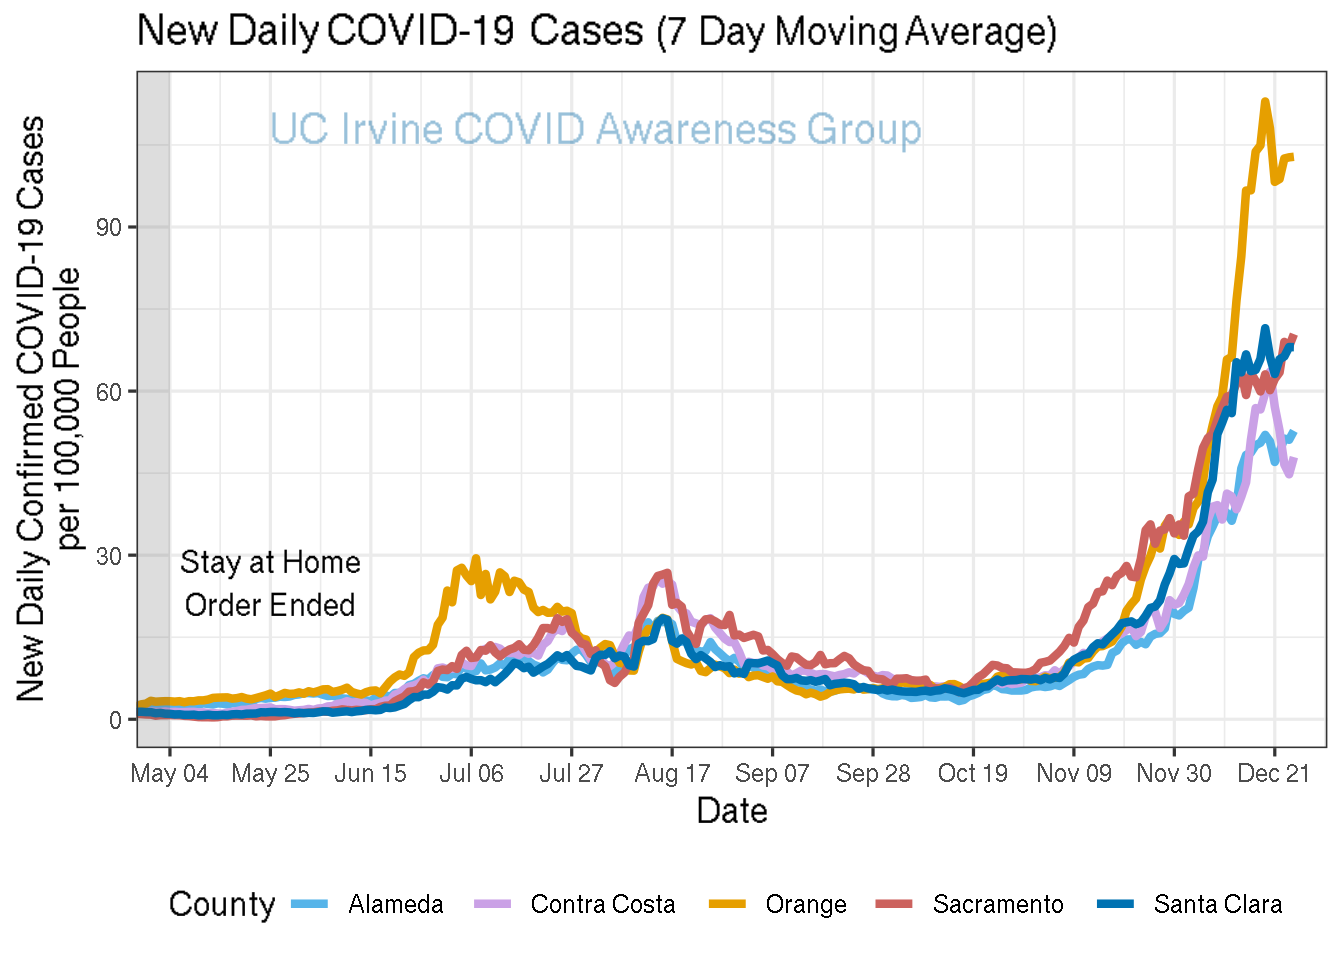 New Daily COVID-19 Cases (7 Day Moving Average)
UC Irvine COVID Awareness Group
New Daily Confirmed COVID-19 Cases
per 100,000 People
90
60
30
0
Stay at Home
Order Ended
May 04 May 25 Jun 15 Jul 06 Jul 27 Aug 17 Sep 07 Sep 28 Oct 19 Nov 09 Nov 30 Dec 21
Date
County Alameda Contra Costa Orange Sacramento Santa Clara